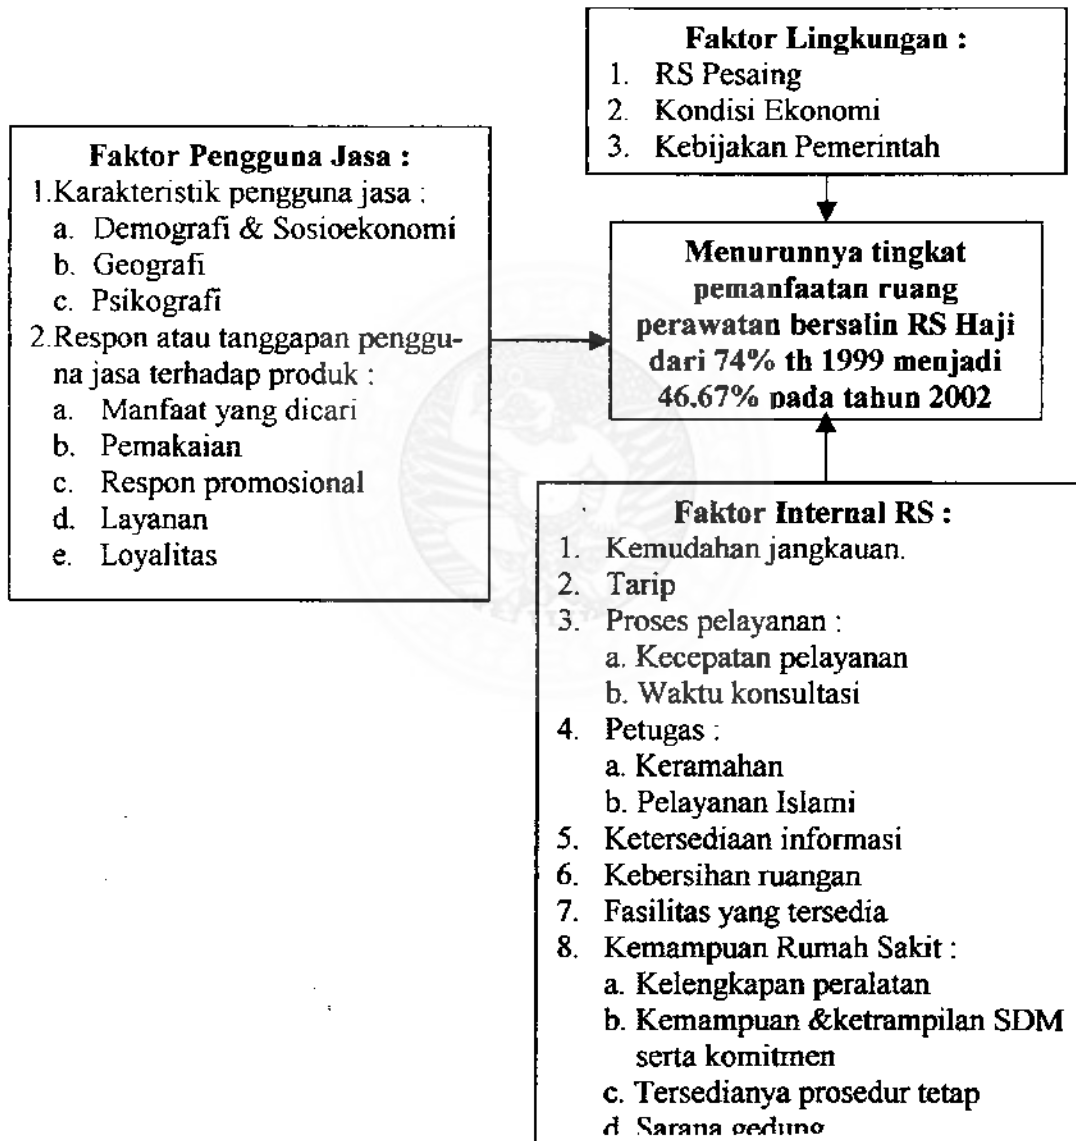 Faktor Lingkungan :
1. RS Pesaing
2. Kondisi Ekonomi
3. Kebijakan Pemerintah
Faktor Pengguna Jasa :
1.Karakteristik pengguna jasa :
a. Demografi & Sosioekonomi
b. Geografi
c. Psikografi
2.Respon atau tanggapan penggu-
na jasa terhadap produk :
a. Manfaat yang dicari
b. Pemakaian
c. Respon promosional
d. Layanan
e. Loyalitas
Menurunnya tingkat
pemanfaatan ruang
perawatan bersalin RS Haji
dari 74% th 1999 menjadi
46.67% pada tahun 2002
Faktor Internal RS :
1. Kemudahan jangkauan.
2. Tarip
3. Proses pelayanan :
a. Kecepatan pelayanan
b. Waktu konsultasi
4. Petugas :
a. Keramahan
b. Pelayanan Islami
5. Ketersediaan informasi
6. Kebersihan ruangan
7. Fasilitas yang tersedia
8. Kemampuan Rumah Sakit :
a. Kelengkapan peralatan
b. Kemampuan &ketrampilan SDM
serta komitmen
c. Tersedianya prosedur tetap
d. Sarana gedung